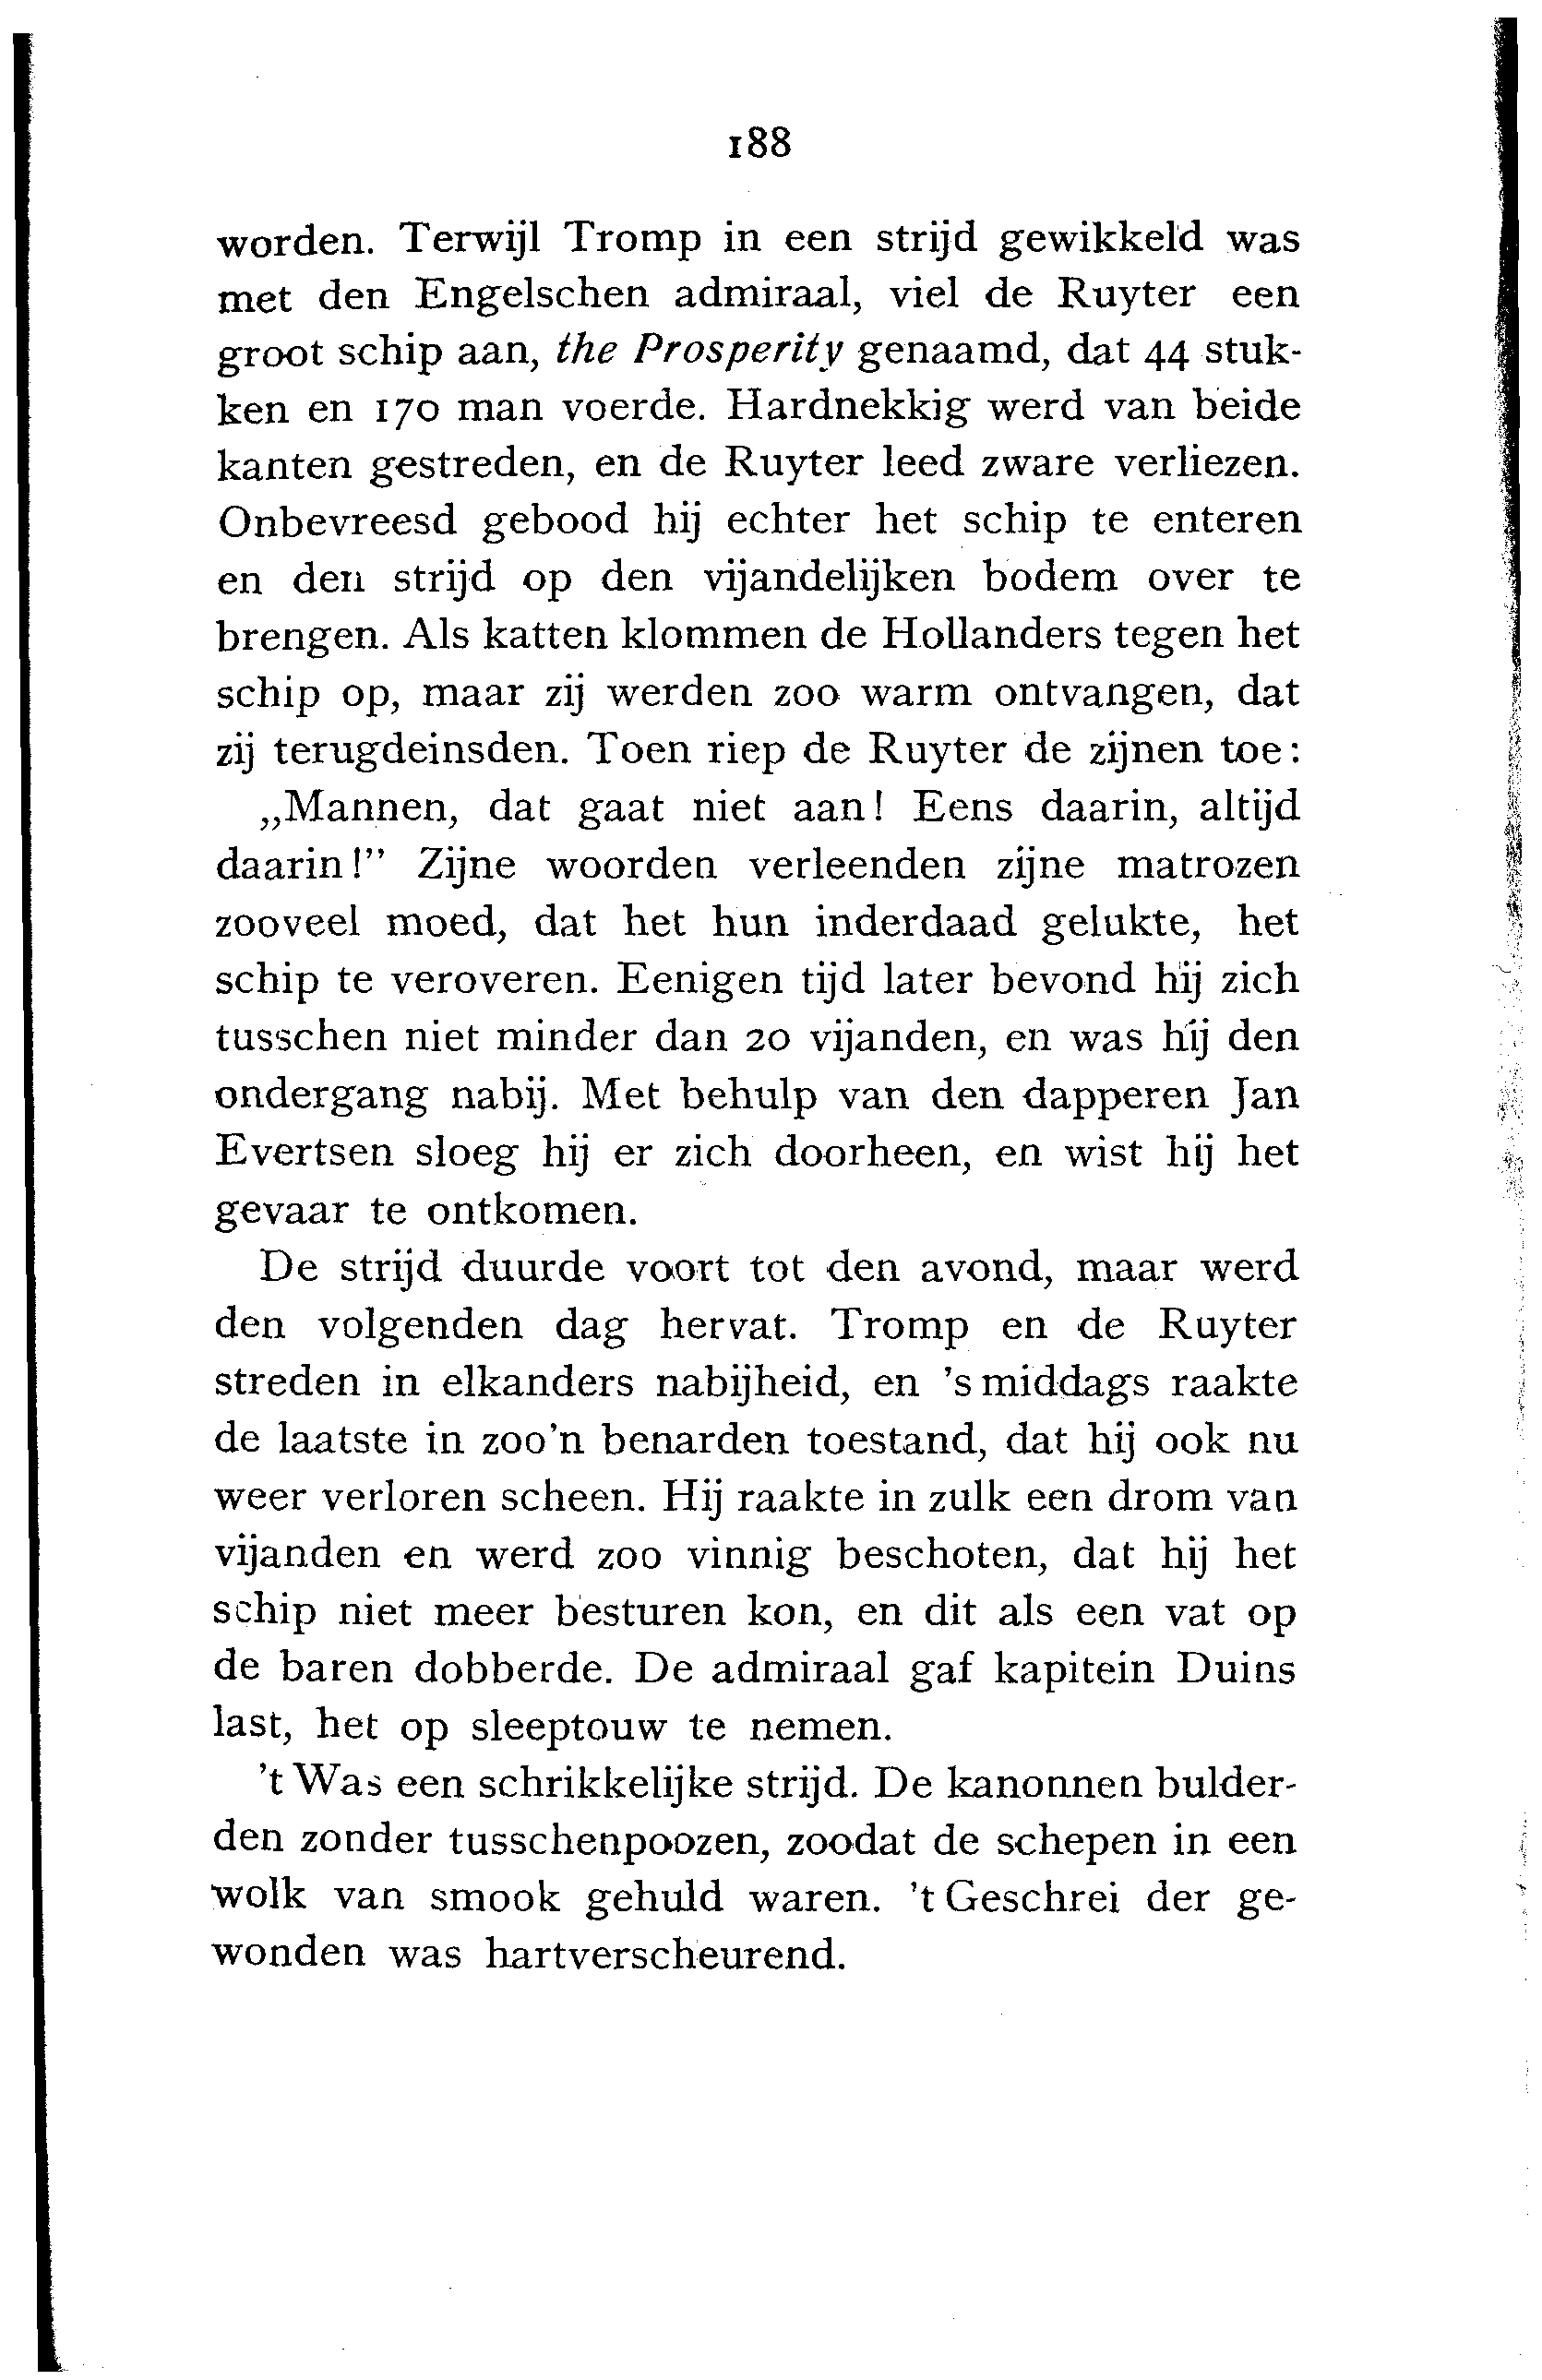 188
worden. Terwijl Tromp in een strijd gewikkeld was
met den Engelschen admiraal, viel de Ruyter een
groot schip aan, the Prosperity genaamd, dat 44 stuk-
ken en 170 man voerde. Hardnekkig werd van beide
kanten gestreden, en de Ruyter leed zware verliezen.
Onbevreesd gebood hij echter het schip te enteren
en den strijd op den vijandelijken bodem over te
brengen. Als katten klommen de Hollanders tegen het
schip op, maar zij werden zoo warm ontvangen, dat
zij terugdeinsden. Toen riep de Ruyter de zijnen toe:
„Mannen, dat gaat niet aan! Eens daarin, altijd
daarin!” Zijne woorden verleenden zijne matrozen
zooveel moed, dat het hun inderdaad gelukte, het
schip te veroveren. Eenigen tijd later bevond hij zich
tusschen niet minder dan 20 vijanden, en was hij den
ondergang nabij. Met behulp van den dapperen Jan
Evertsen sloeg hij er zich doorheen, en wist hij het
gevaar te ontkomen.
De strijd duurde voort tot den avond, maar werd
den volgenden dag hervat. Tromp en de Ruyter
streden in elkanders nabijheid, en 's middags raakte
de laatste in zoo'n benarden toestand, dat hij ook nu
weer verloren scheen. Hij raakte in zulk een drom van
vijanden en werd zoo vinnig beschoten, dat hij het
schip niet meer besturen kon, en dit als een vat op
de baren dobberde. De admiraal gaf kapitein Duins
last, het op sleeptouw te nemen.
't Was een schrikkelijke strijd. De kanonnen bulder-
den zonder tusschenpoozen, zoodat de schepen in een
wolk van smook gehuld waren. 't Geschrei der ge-
wonden was hartverscheurend.